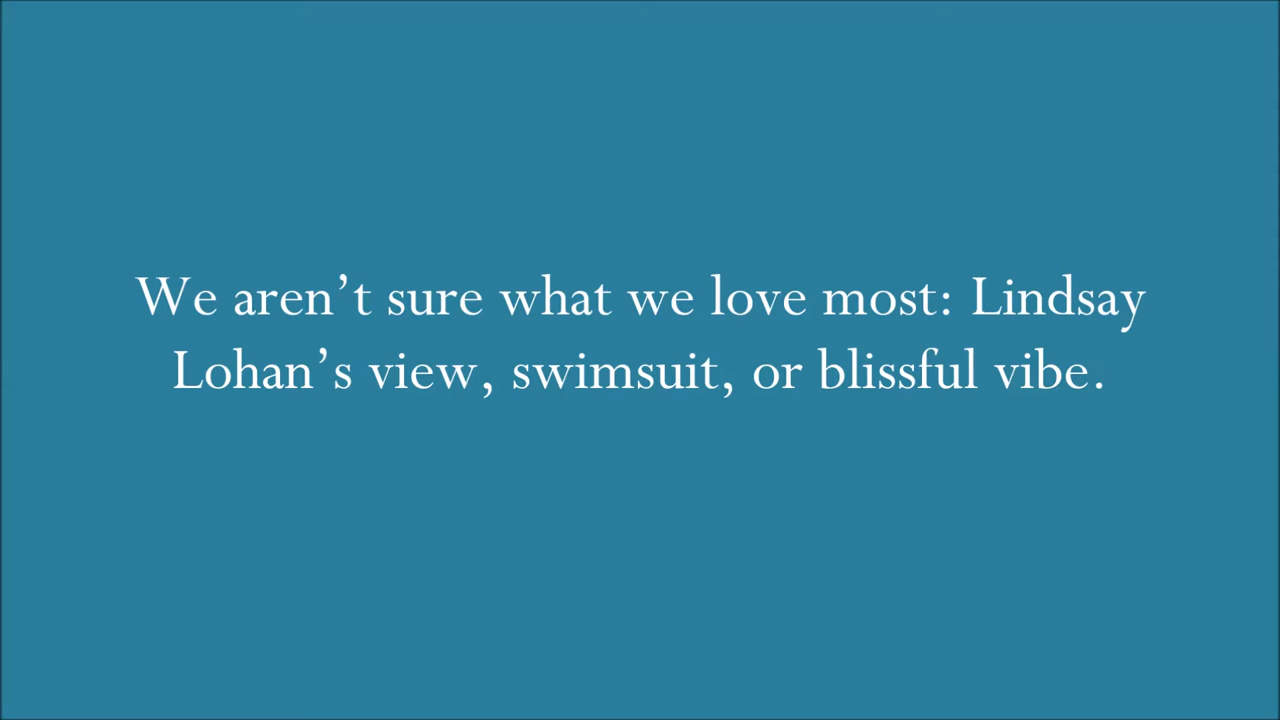 We aren’t sure what we love most: Lindsay
Lohan’s view, swimsuit, or blissful vibe.